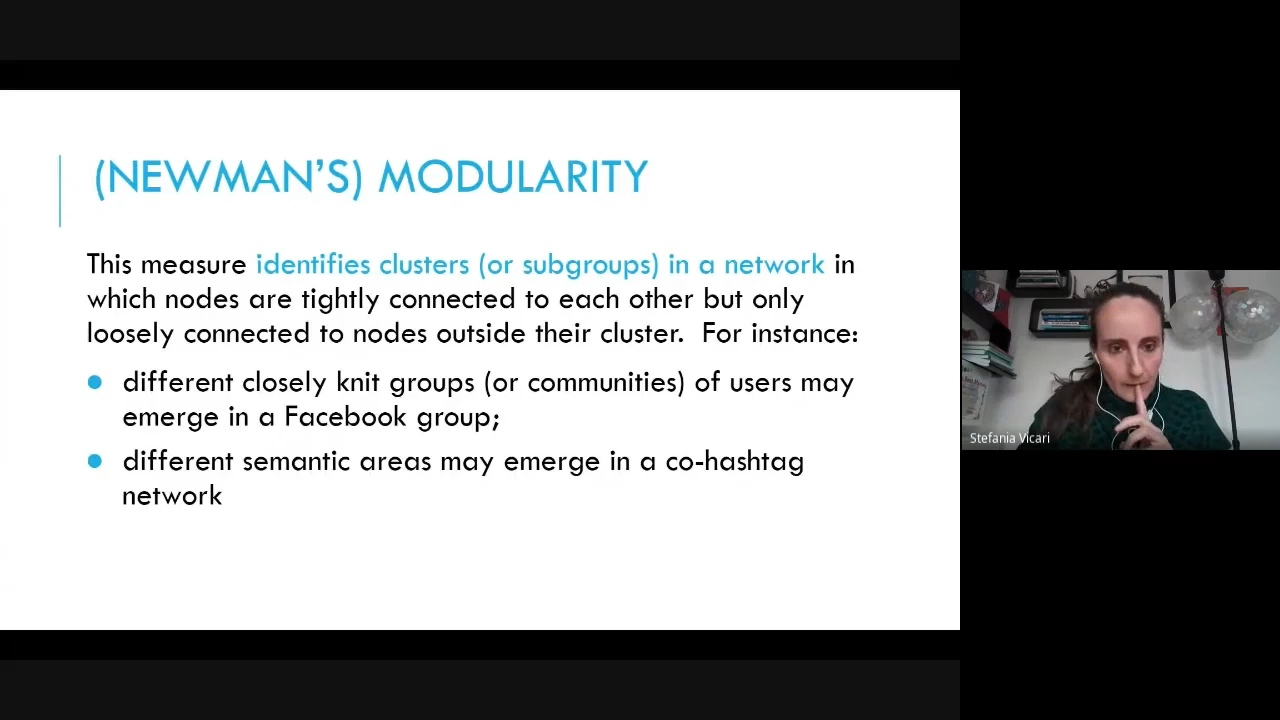 (NEWMAN'S) MODULARITY
This measure identifies clusters (or subgroups) in a network in
which nodes are tightly connected to each other but only
loosely connected to nodes outside their cluster.  For instance:
● different closely knit groups (or communities) of users may
emerge in a Facebook group;
● different semantic areas may emerge in a co-hashtag
network
Stefania Vicari